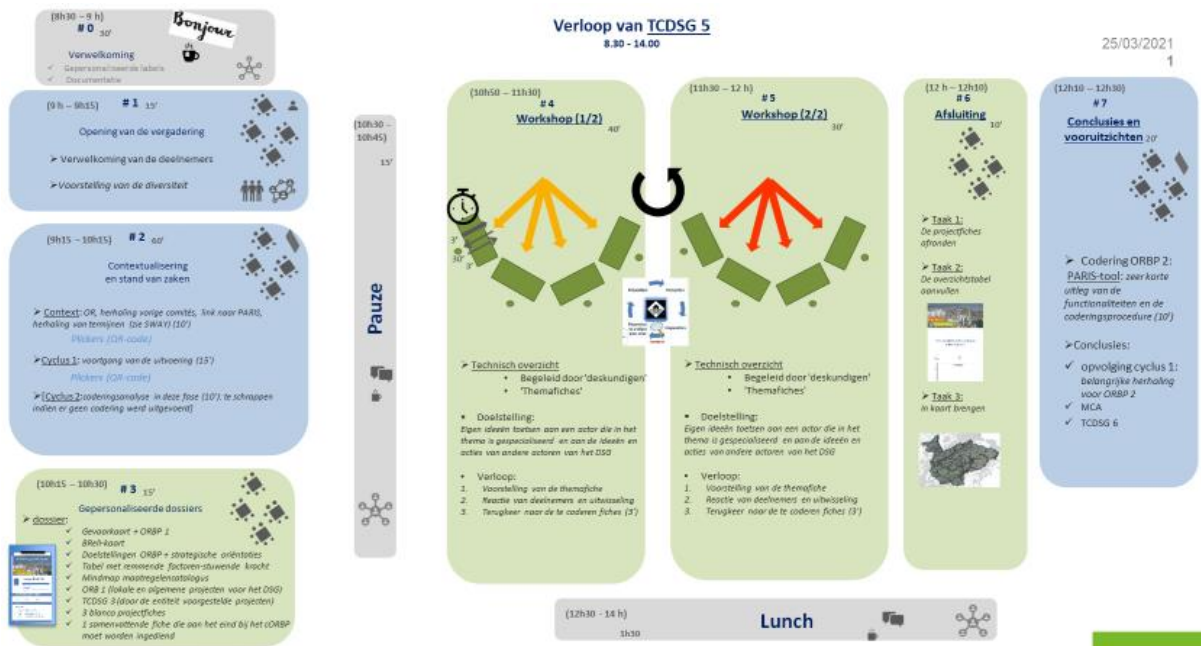 Verloop van TCDSG 5
8.30 - 14.00
25/03/2021
1
(8h30 – 9 h)
# 0 30'
Bonjour
Verwelkoming
✓ Gepersonaliseerde labels
✓ Documentatie
(9 h – 9h15) # 1 15'
Opening van de vergadering
➢ Verwelkoming van de deelnemers
➢ Voorstelling van de diversiteit
(9h15 – 10h15) # 2 60'
Contextualisering
en stand van zaken
➢ Context: OR, herhaling vorige comités, link naar PARIS,
herhaling van termijnen (zie SWAY) (10')
Plickers (QR-code)
➢ Cyclus 1: voortgang van de uitvoering (15')
Plickers (QR-code)
➢ [Cyclus 2: coderingsanalyse in deze fase (10'): te schrappen
indien er geen codering werd uitgevoerd]
(10h15 – 10h30) # 3 15'
Gepersonaliseerde dossiers
➢ dossier:
✓ Gevaarkaart + ORBP 1
✓ BReli-kaart
✓ Doelstellingen ORBP + strategische oriëntaties
✓ Tabel met remmende factoren-stuwende kracht
✓ Mindmap maatregelencatalogus
✓ ORB 1 (lokale en algemene projecten voor het DSG)
✓ TCDSG 3 (door de entiteit voorgestelde projecten)
✓ 3 blanco projectfiches
✓ 1 samenvattende fiche die aan het eind bij het cORBP
moet worden ingediend
(10h30 –
10h45)
15'
Pauze
(10h50 – 11h30)
# 4
Workshop (1/2)
40'
3'
30'
3'
➢ Technisch overzicht
• Begeleid door 'deskundigen'
• 'Themafiches'
• Doelstelling:
Eigen ideeën toetsen aan een actor die in het
thema is gespecialiseerd en aan de ideeën en
acties van andere actoren van het DSG
• Verloop:
1. Voorstelling van de themafiche
2. Reactie van deelnemers en uitwisseling
3. Terugkeer naar de te coderen fiches (3')
(11h30 – 12 h)
# 5
Workshop (2/2)
30'
➢ Technisch overzicht
• Begeleid door 'deskundigen'
• 'Themafiches'
• Doelstelling:
Eigen ideeën toetsen aan een actor die in het
thema is gespecialiseerd en aan de ideeën en
acties van andere actoren van het DSG
• Verloop:
1. Voorstelling van de themafiche
2. Reactie van deelnemers en uitwisseling
3. Terugkeer naar de te coderen fiches (3')
(12 h – 12h10)
# 6
Afsluiting
10'
➢ Taak 1:
De projectfiches
afronden
➢ Taak 2:
De overzichtstabel
aanvullen
➢ Taak 3:
In kaart brengen
(12h10 – 12h30)
# 7
Conclusies en
vooruitzichten 20'
➢ Codering ORBP 2:
PARIS-tool: zeer korte
uitleg van de
functionaliteiten en de
coderingsprocedure (10')
➢ Conclusies:
✓ opvolging cyclus 1:
belangrijke herhaling
voor ORBP 2
✓ MCA
✓ TCDSG 6
(12h30 – 14 h)
1h30
Lunch